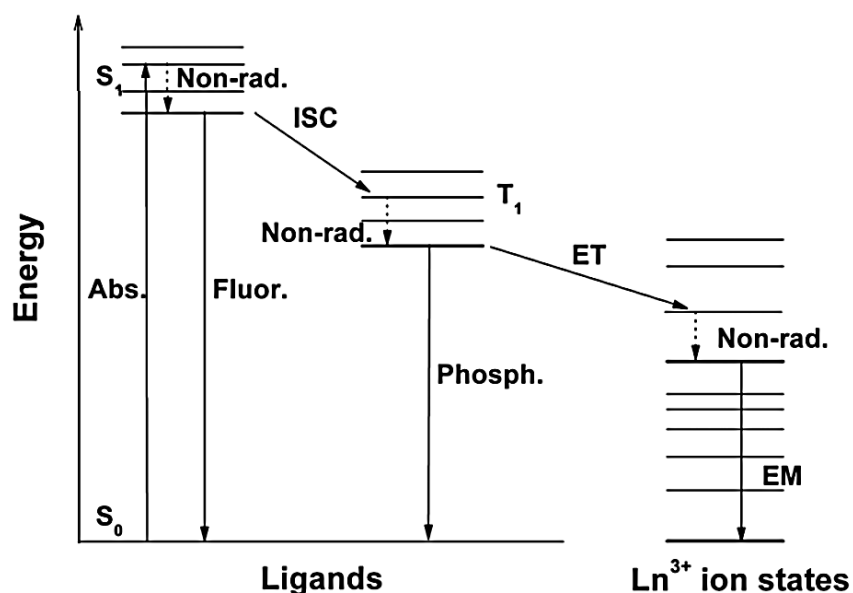 S₁
Non-rad.
ISC
T₁
Non-rad.
ET
Energy
Abs.
Fluor.
Non-rad.
Phosph.
EM
S₀
Ligands
Ln³⁺ ion states